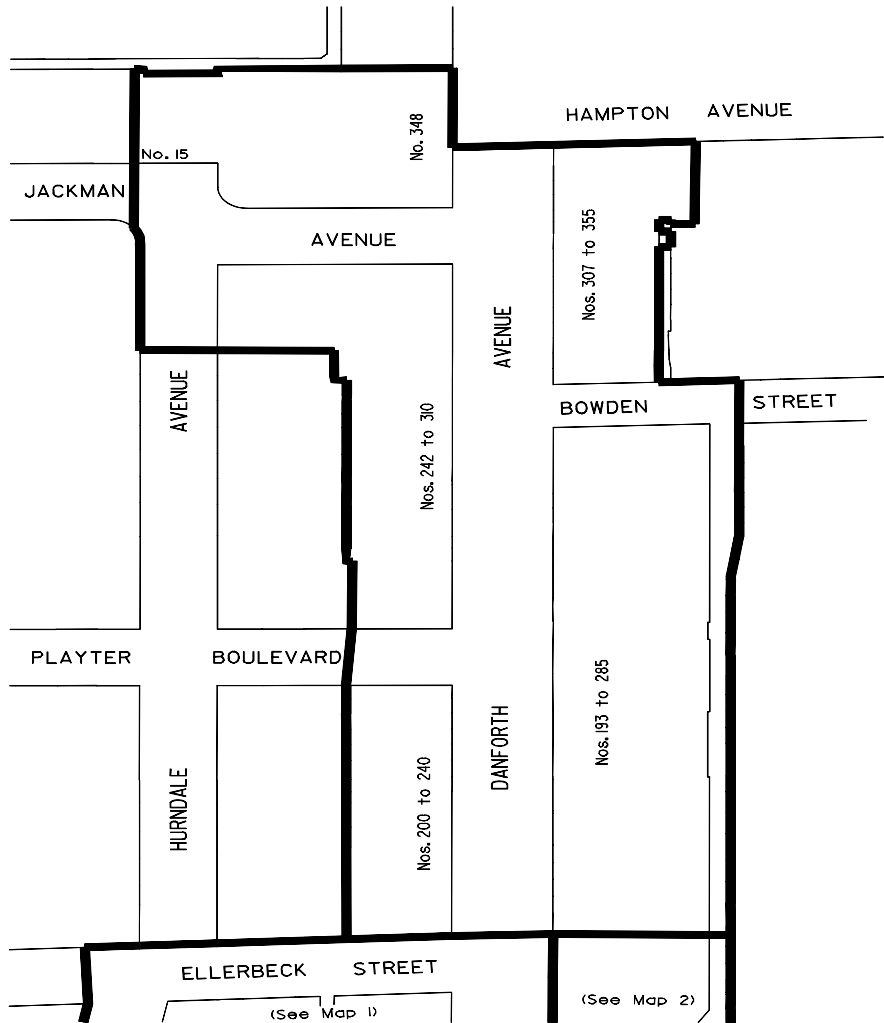 HAMPTON AVENUE
No. 348
No. 15
JACKMAN
AVENUE
Nos. 307 to 355
AVENUE
AVENUE
BOWDEN STREET
Nos. 242 to 310
PLAYTER BOULEVARD
Nos. 193 to 285
DANFORTH
HURNDALE
Nos. 200 to 240
ELLERBECK STREET
(See Map 1)
(See Map 2)